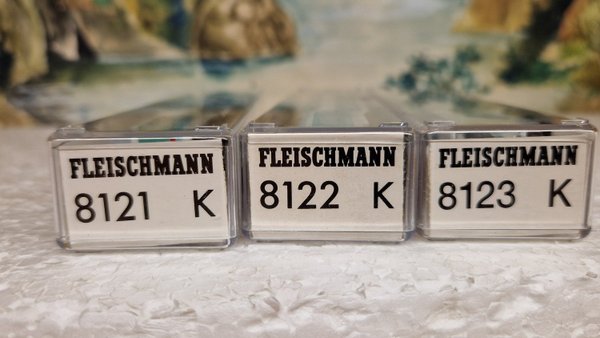 FLEISCHMANN
8121 K
FLEISCHMANN
8122 K
FLEISCHMANN
8123 K